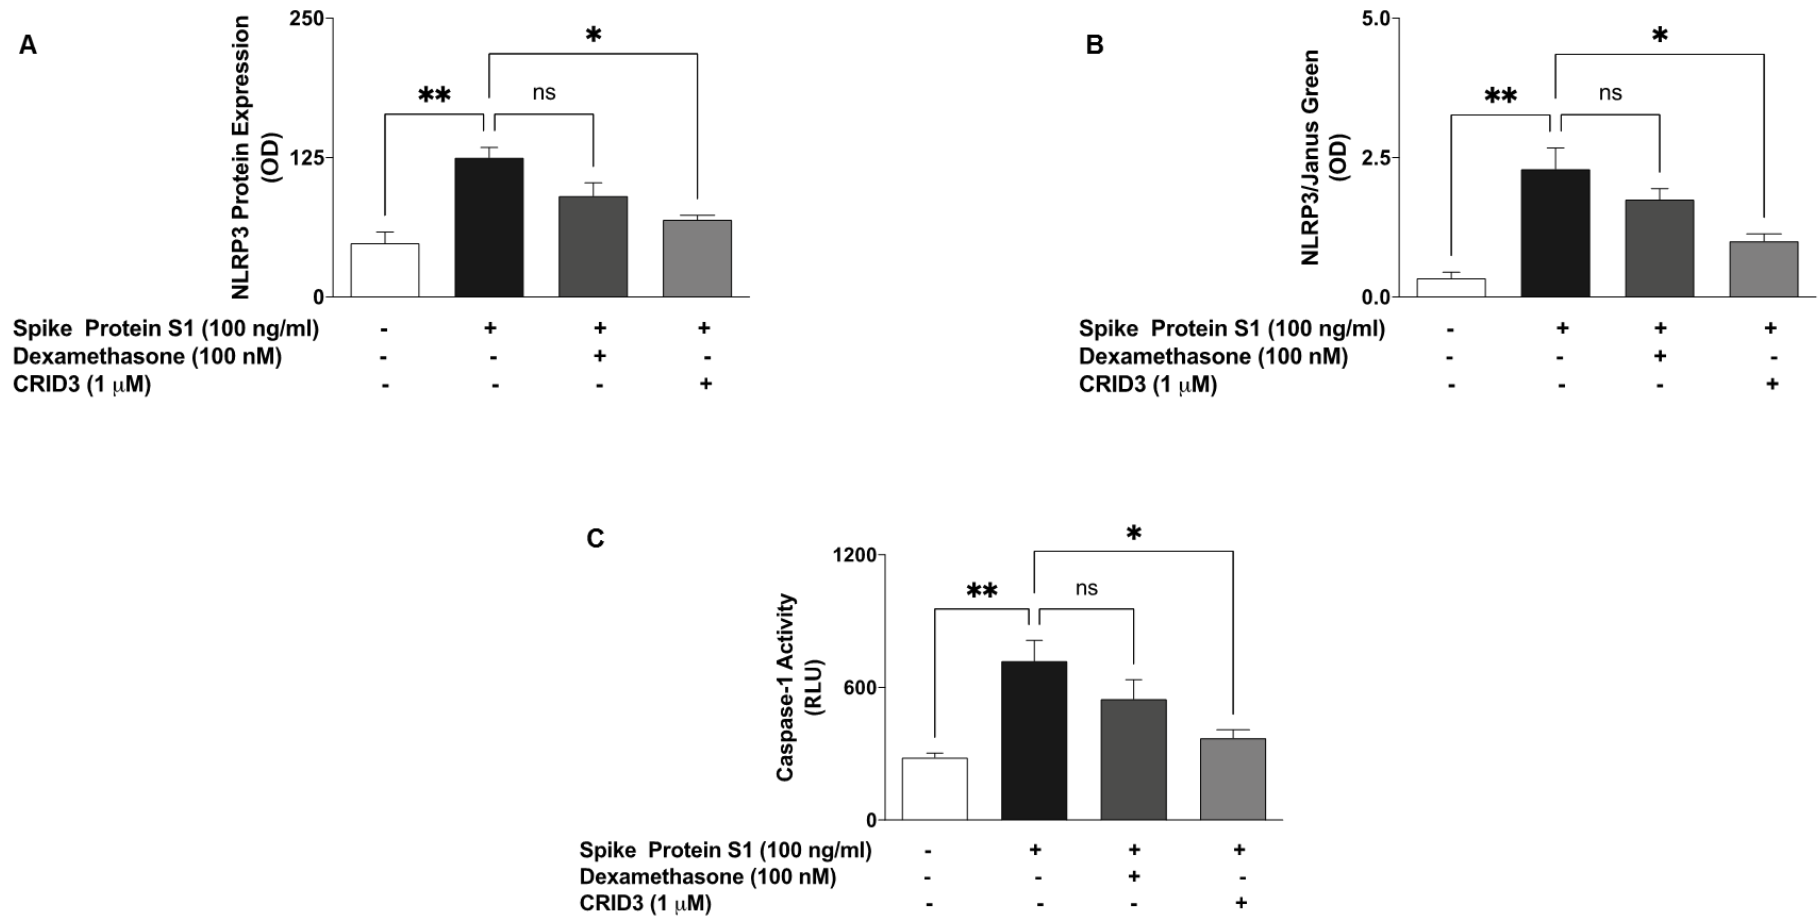 A
NLRP3 Protein Expression
(OD)
250
125
0
**
ns
*
Spike Protein S1 (100 ng/ml) - + + +
Dexamethasone (100 nM) - - + -
CRID3 (1 μM) - - - +
B
NLRP3/Janus Green
(OD)
5.0
2.5
0.0
**
ns
*
Spike Protein S1 (100 ng/ml) - + + +
Dexamethasone (100 nM) - - + -
CRID3 (1 μM) - - - +
C
Caspase-1 Activity
(RLU)
1200
600
0
**
ns
*
Spike Protein S1 (100 ng/ml) - + + +
Dexamethasone (100 nM) - - + -
CRID3 (1 μM) - - - +